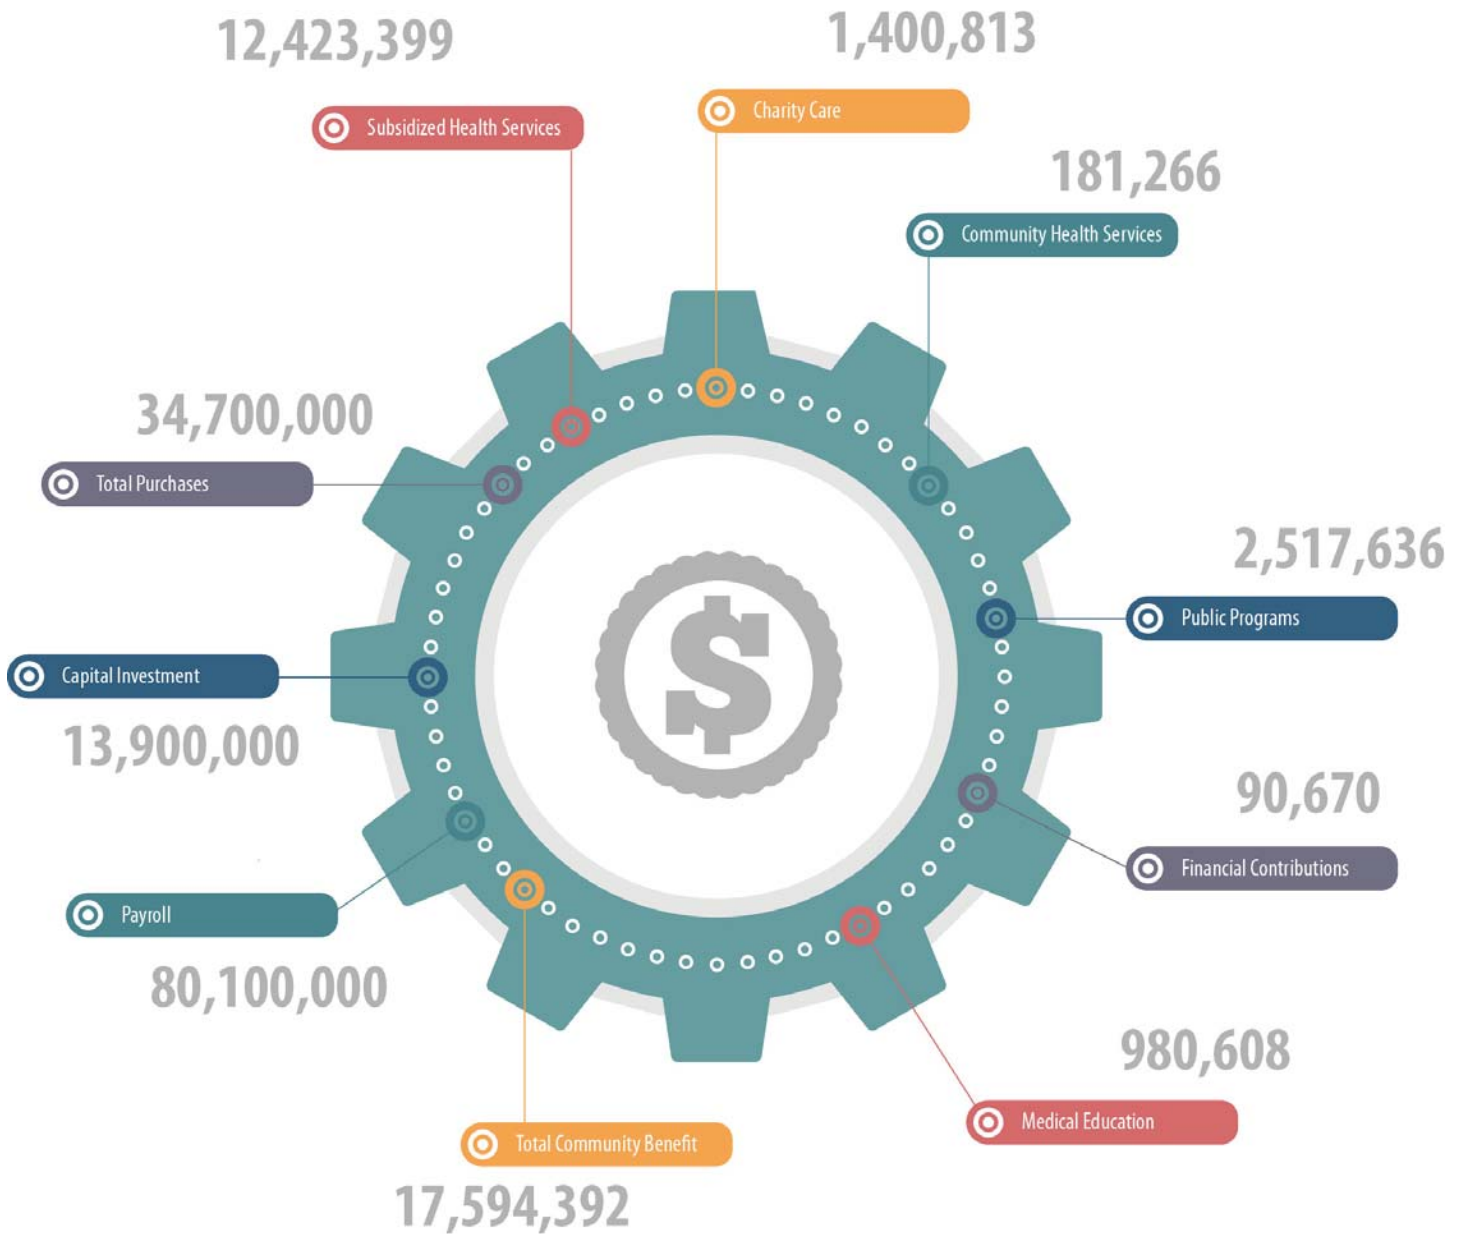 12,423,399
Subsidized Health Services
1,400,813
Charity Care
181,266
Community Health Services
34,700,000
Total Purchases
2,517,636
Public Programs
Capital Investment
13,900,000
90,670
Financial Contributions
Payroll
80,100,000
980,608
Medical Education
Total Community Benefit
17,594,392
$